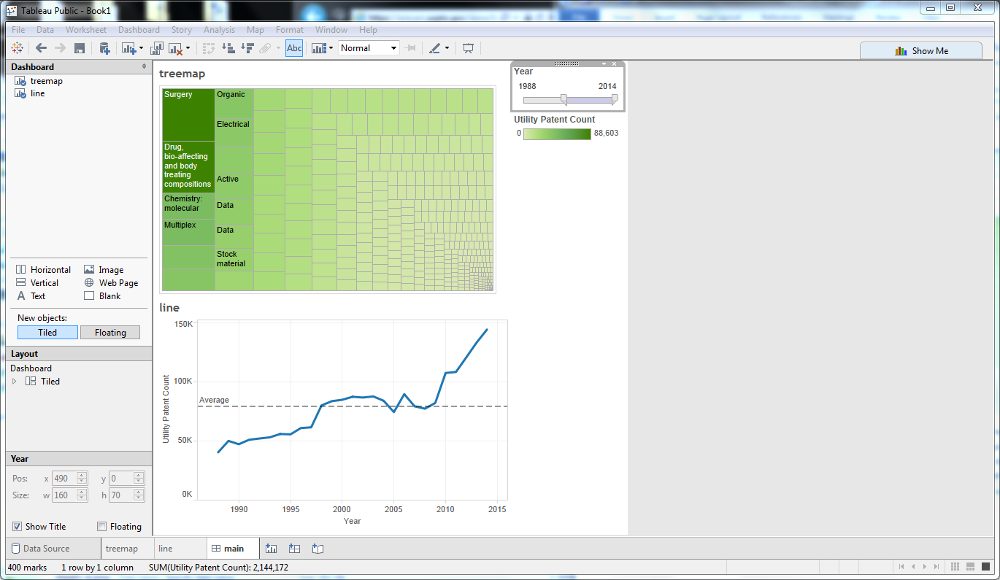 Tableau Public - Book1
File Data Worksheet Dashboard Story Analysis Map Format Window Help
Abc Normal Show Me
Dashboard
treemap
line
Horizontal Image
Vertical Web Page
A Text Blank
New objects:
Tiled Floating
Layout
Dashboard
Tiled
Year
Pos: x 490 y 0
Size: w 160 h 70
Show Title Floating
treemap
Surgery
Drug,
bio-affecting
and body
treating
compositions
Chemistry:
molecular
Multiplex
Organic
Electrical
Active
Data
Data
Stock
material
Year
1988 2014
Utility Patent Count
0 88,603
line
150K
100K
50K
0K
Utility Patent Count
Average
1990 1995 2000 2005 2010 2015
Year
Data Source treemap line main
400 marks 1 row by 1 column SUM(Utility Patent Count): 2,144,172